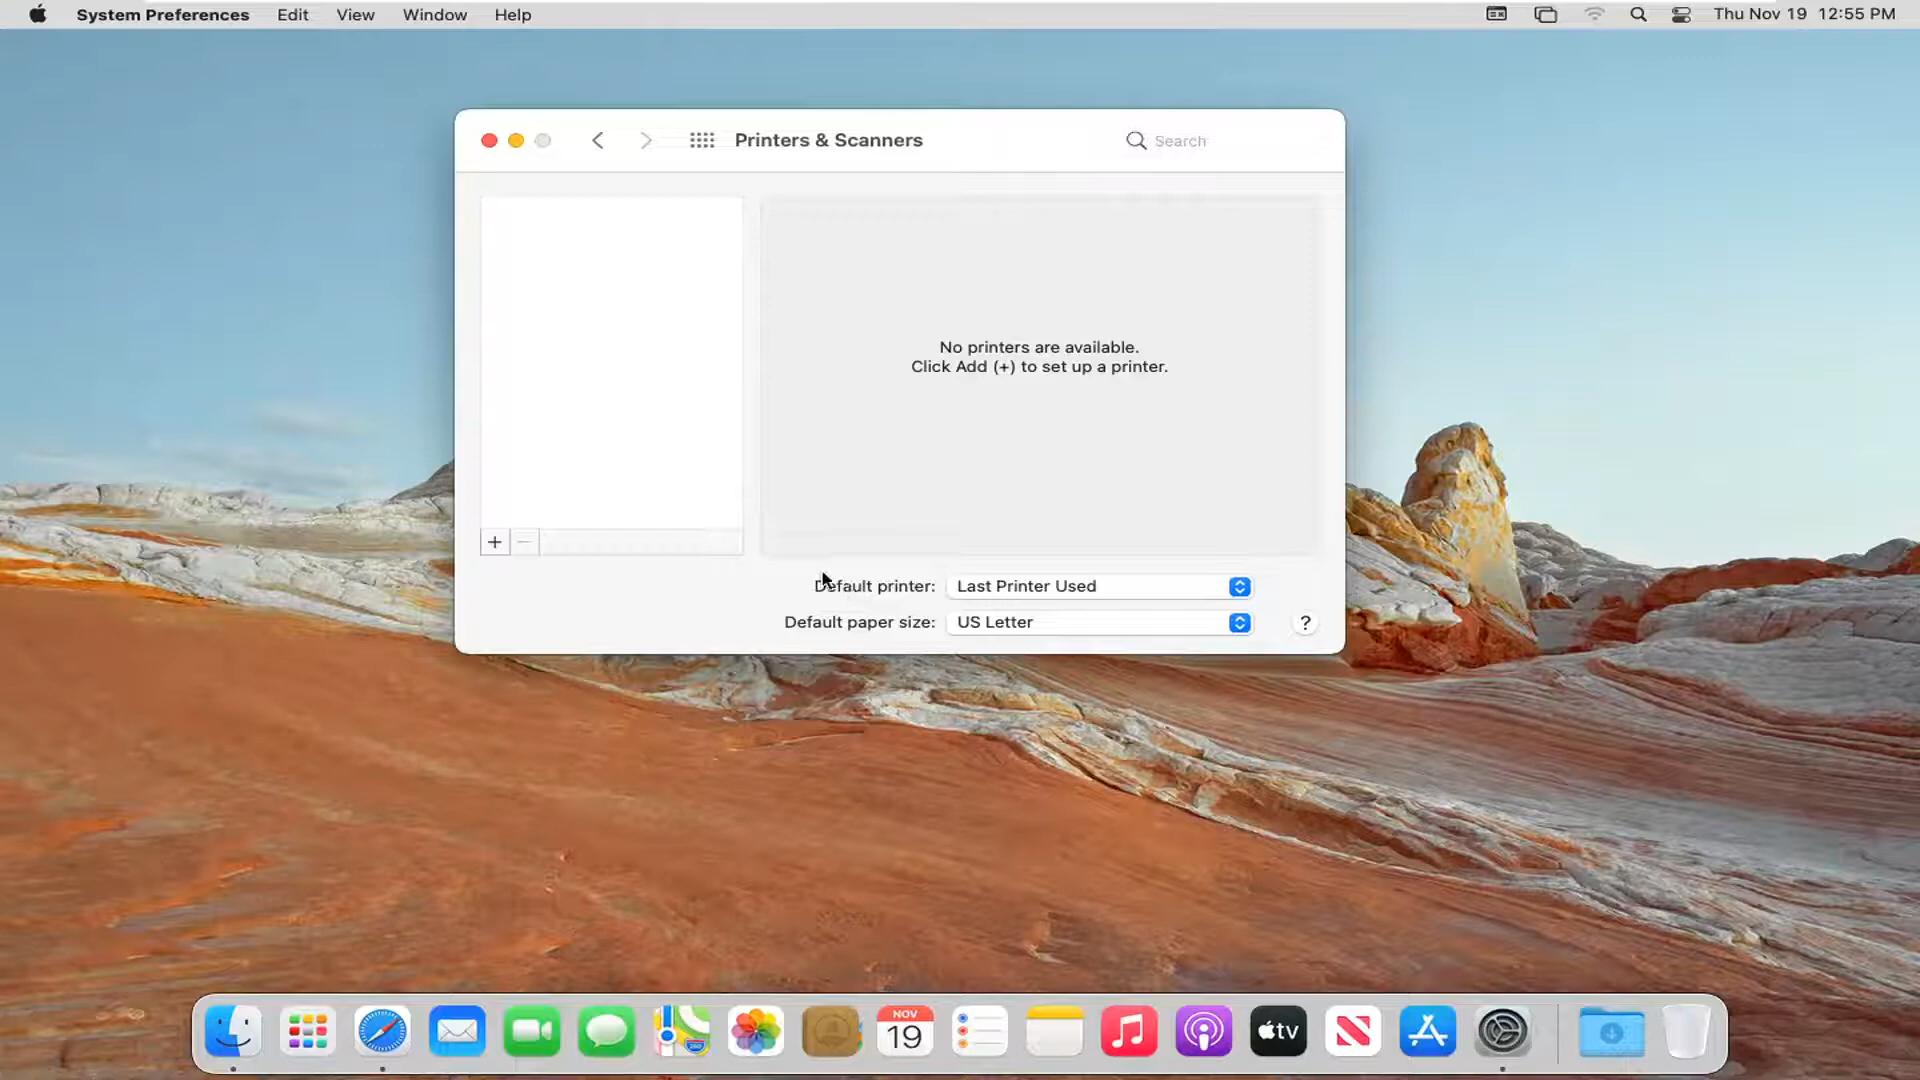 System Preferences Edit View Window Help Thu Nov 19 12:55 PM
Printers & Scanners Search
No printers are available.
Click Add (+) to set up a printer.
Default printer: Last Printer Used
Default paper size: US Letter ?
NOV
19
tv